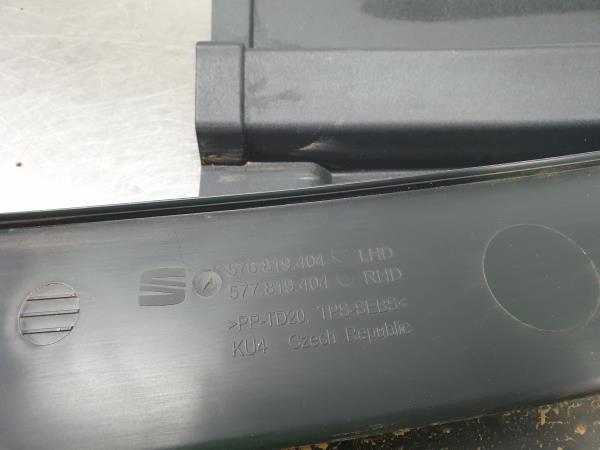 576.819.404 LHD
577.819.404 RHD
>PP-TD20, TPS-SEBS<
KU4 Czech Republic